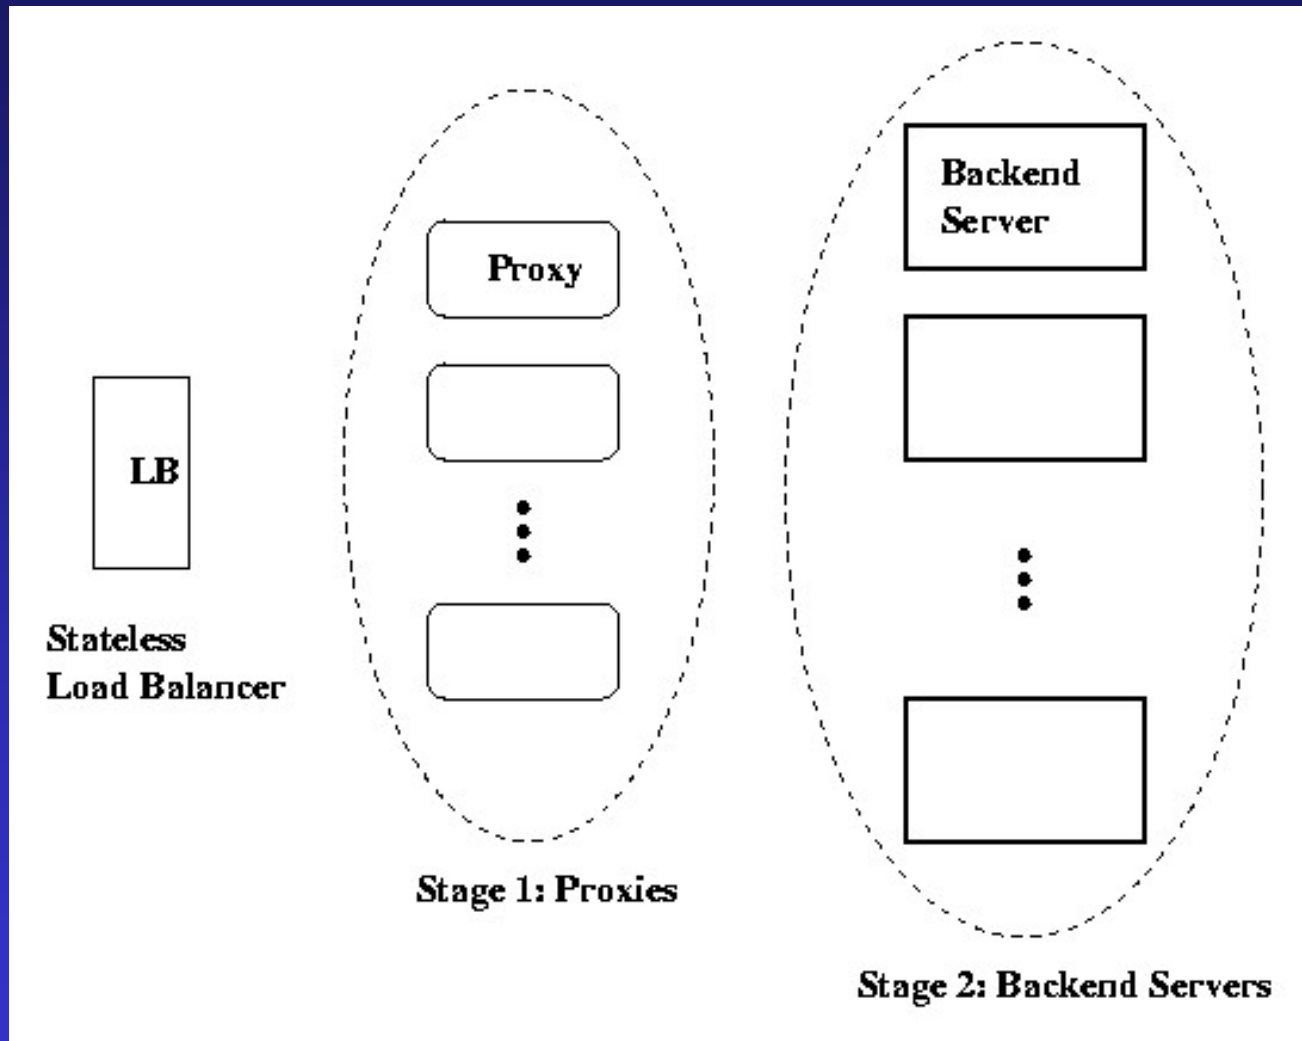 LB
Stateless
Load Balancer
Proxy
Stage 1: Proxies
Backend
Server
Stage 2: Backend Servers